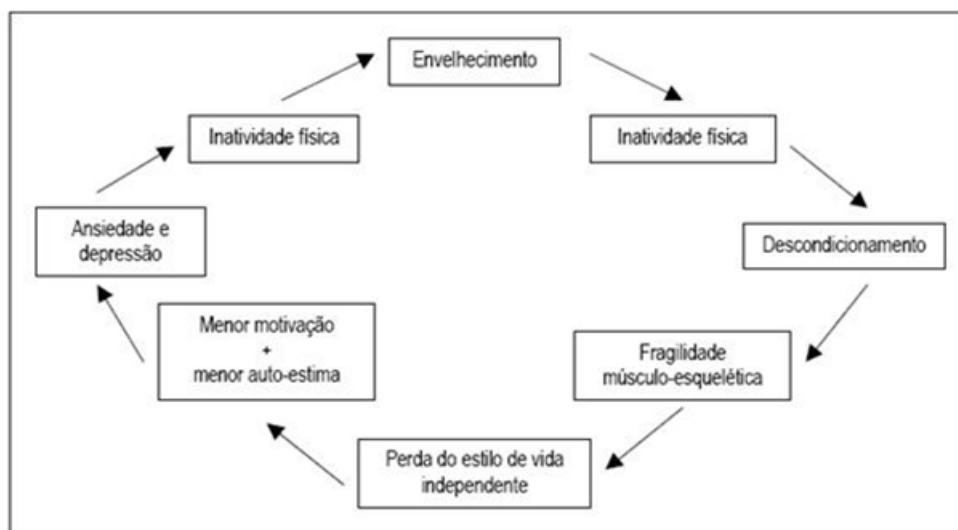 Envelhecimento
Inatividade física
Inatividade física
Ansiedade e
depressão
Descondicionamento
Menor motivação
+
menor auto-estima
Fragilidade
músculo-esquelética
Perda do estilo de vida
independente